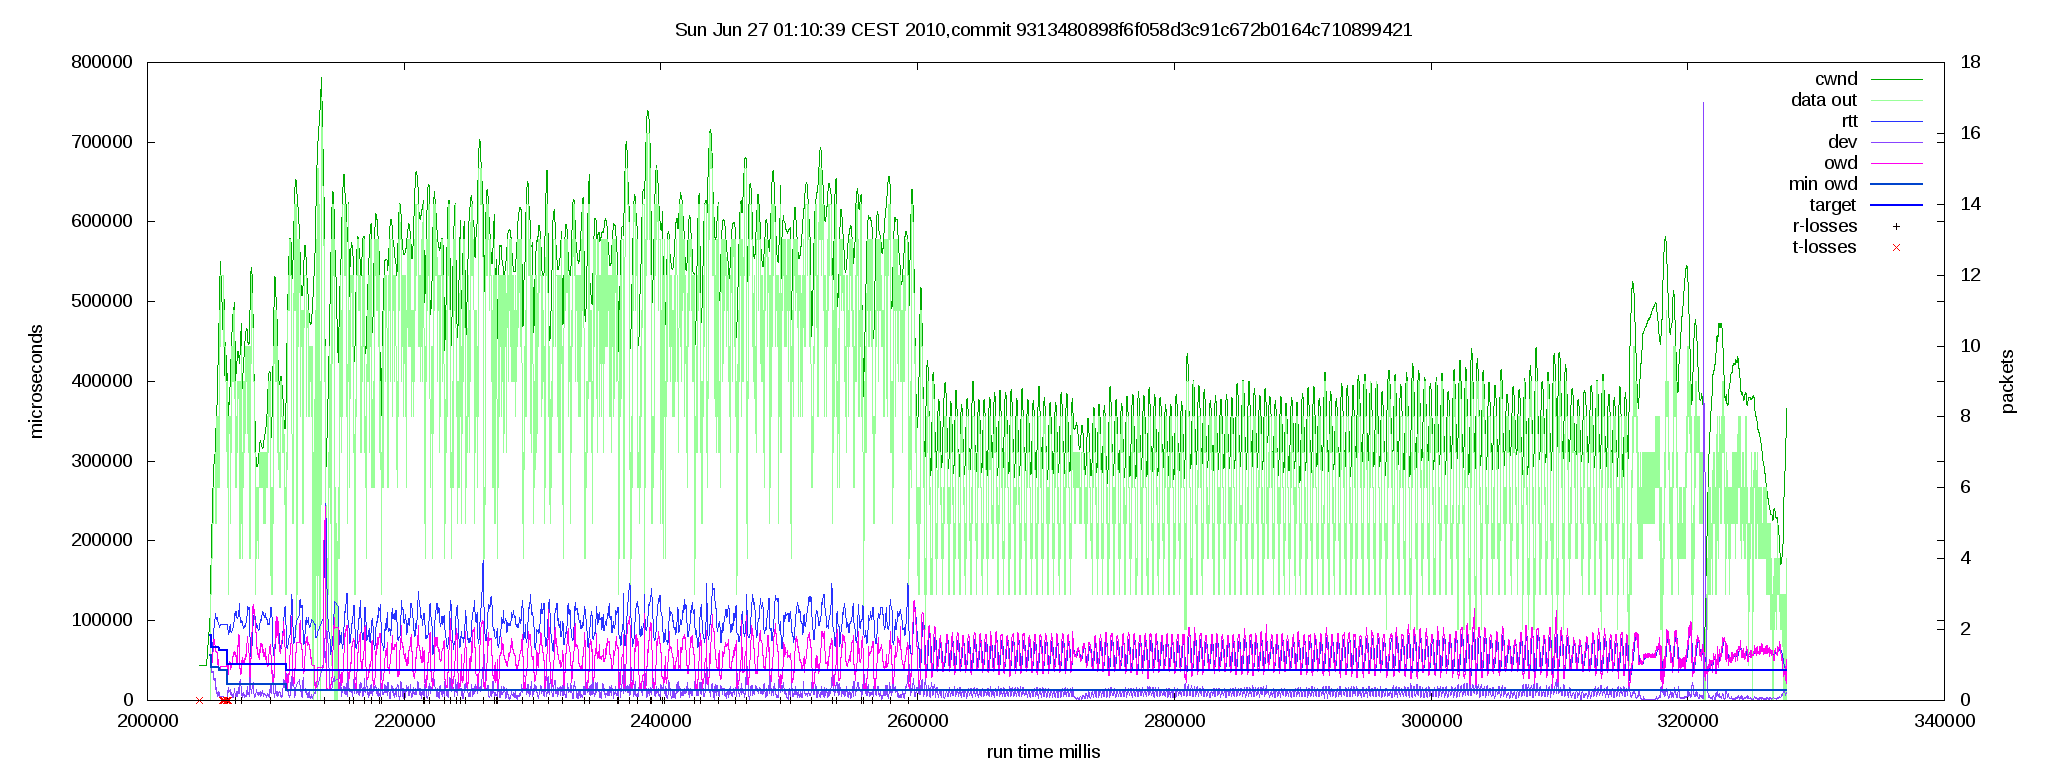 Sun Jun 27 01:10:39 CEST 2010,commit 9313480898f6f058d3c91c672b0164c710899421
800000
700000
600000
500000
400000
300000
200000
100000
0
microseconds
18
16
14
12
10
8
6
4
2
0
packets
cwnd
data out
rtt
dev
owd
min owd
target
r-losses
t-losses
200000 220000 240000 260000 280000 300000 320000 340000
run time millis